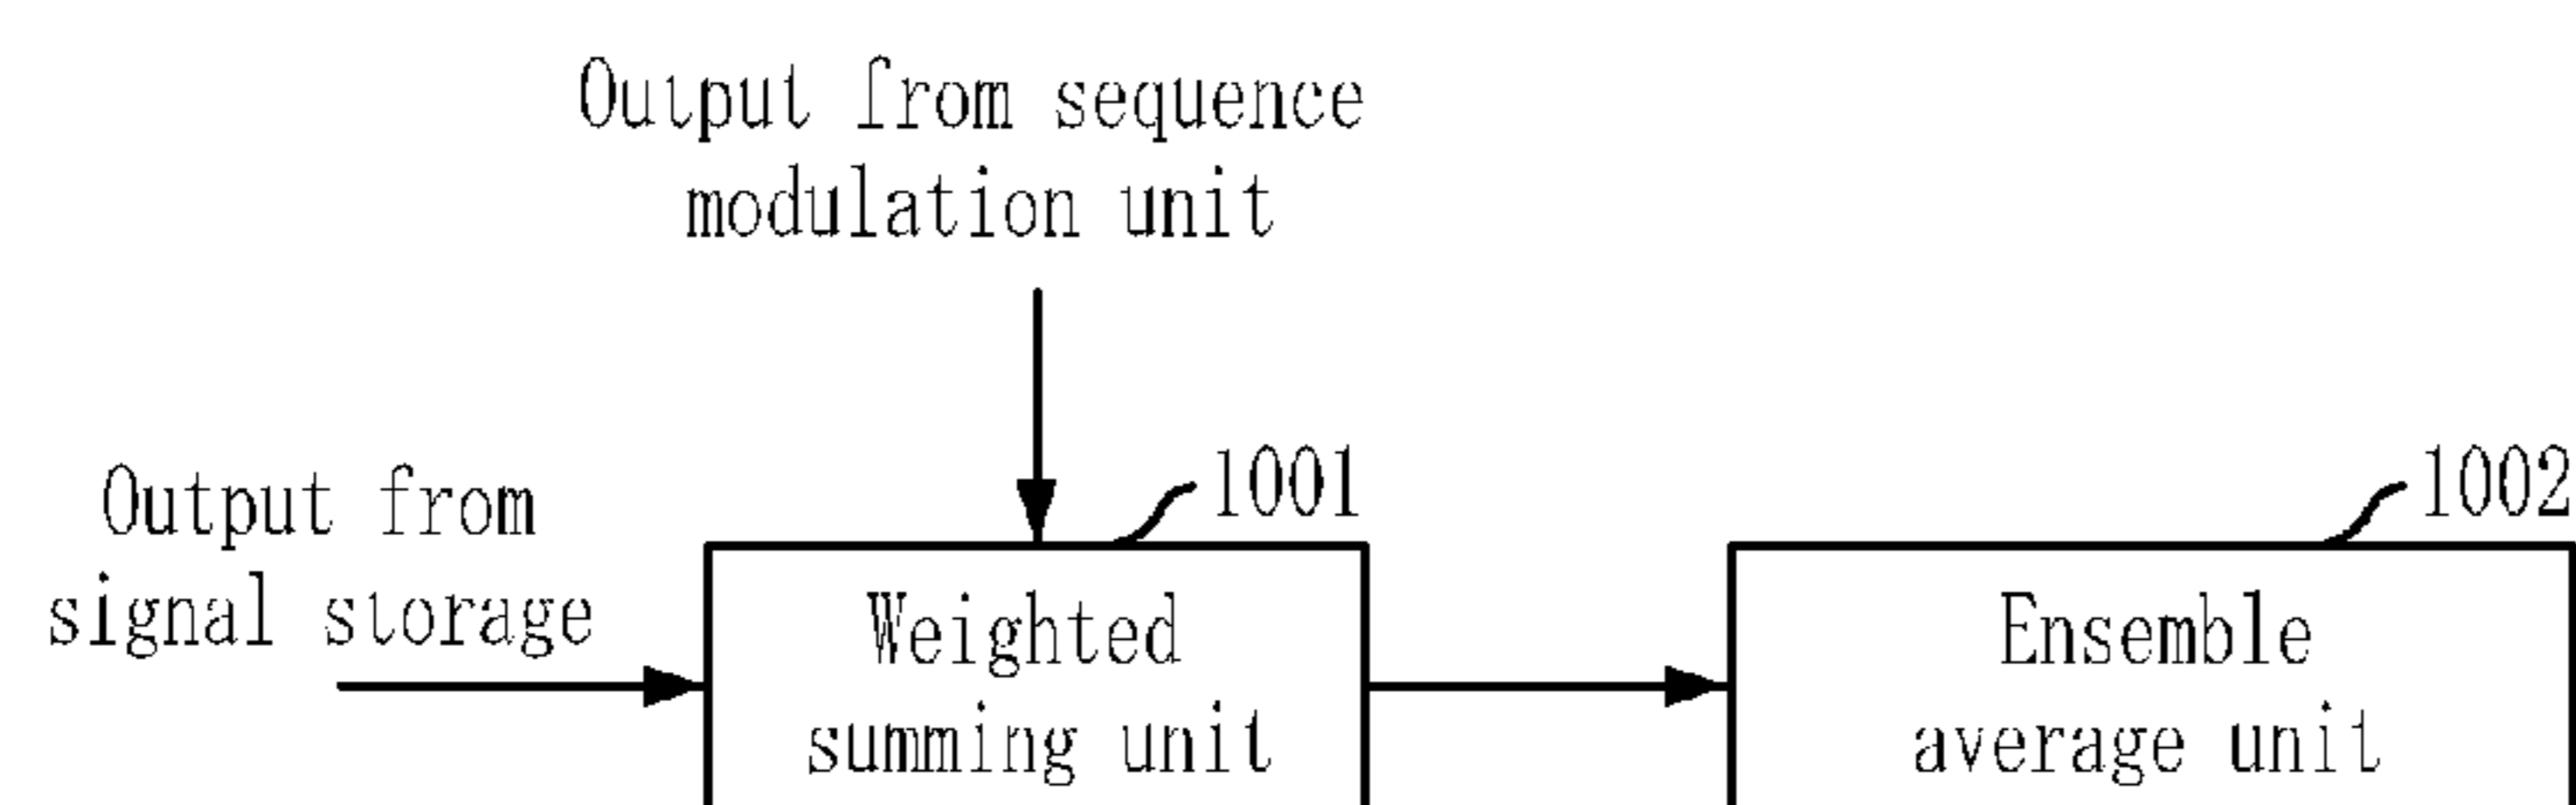 Output from sequence
modulation unit
Output from
signal storage
1001
Weighted
summing unit
1002
Ensemble
average unit